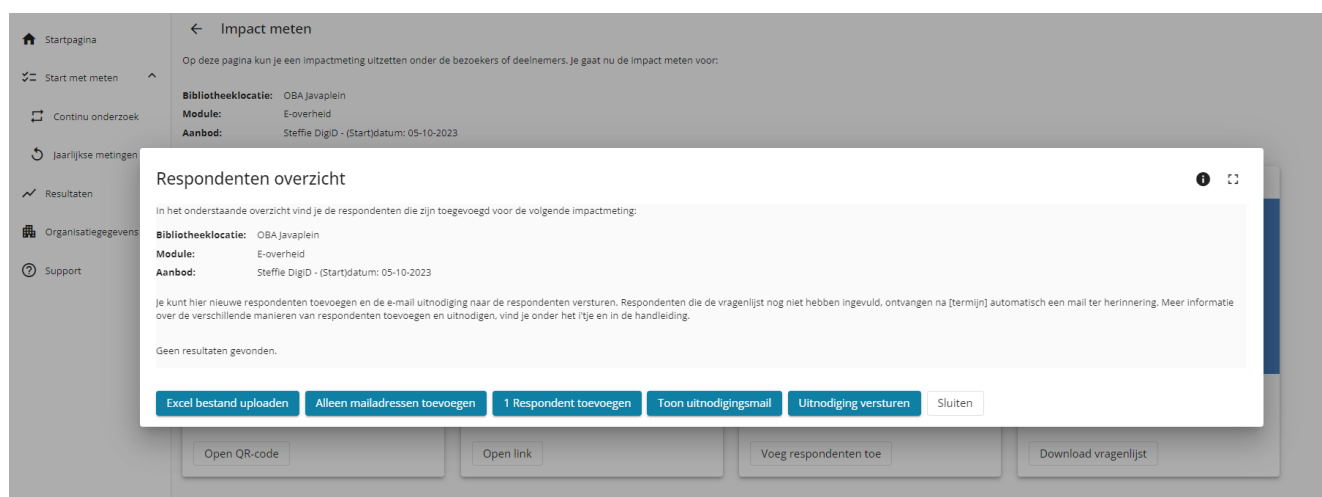 Startpagina
Start met meten
Continu onderzoek
Jaarlijkse metingen
Resultaten
Organisatiegegevens
Support
Impact meten
Op deze pagina kun je een impactmeting uitzetten onder de bezoekers of deelnemers. Je gaat nu de impact meten voor:
Bibliotheeklocatie: OBA Javaplein
Module: E-overheid
Aanbod: Steffie DigiD - (Start)datum: 05-10-2023
Respondenten overzicht
In het onderstaande overzicht vind je de respondenten die zijn toegevoegd voor de volgende impactmeting:
Bibliotheeklocatie: OBA Javaplein
Module: E-overheid
Aanbod: Steffie DigiD - (Start)datum: 05-10-2023
Je kunt hier nieuwe respondenten toevoegen en de e-mail uitnodiging naar de respondenten versturen. Respondenten die de vragenlijst nog niet hebben ingevuld, ontvangen na [termijn] automatisch een mail ter herinnering. Meer informatie
over de verschillende manieren van respondenten toevoegen en uitnodigen, vind je onder het i'tje en in de handleiding.
Geen resultaten gevonden.
Excel bestand uploaden Alleen mailadressen toevoegen 1 Respondent toevoegen Toon uitnodigingsmail Uitnodiging versturen Sluiten
Open QR-code Open link Voeg respondenten toe Download vragenlijst